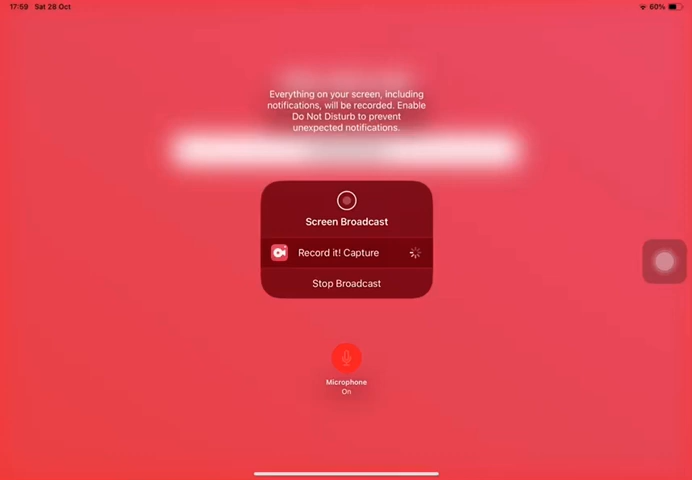 17:59 Sat 28 Oct
60%
Everything on your screen, including
notifications, will be recorded. Enable
Do Not Disturb to prevent
unexpected notifications.
Screen Broadcast
Record it! Capture
Stop Broadcast
Microphone
On